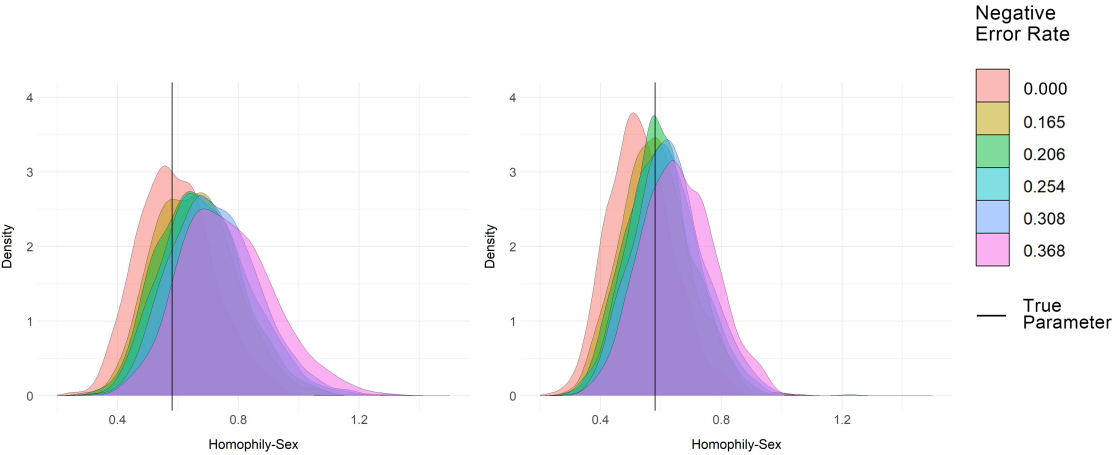 4
3
2
1
0
Density
0.4
0.8
1.2
Homophily-Sex
4
3
2
1
0
Density
0.4
0.8
1.2
Homophily-Sex
Negative
Error Rate
0.000
0.165
0.206
0.254
0.308
0.368
True
Parameter